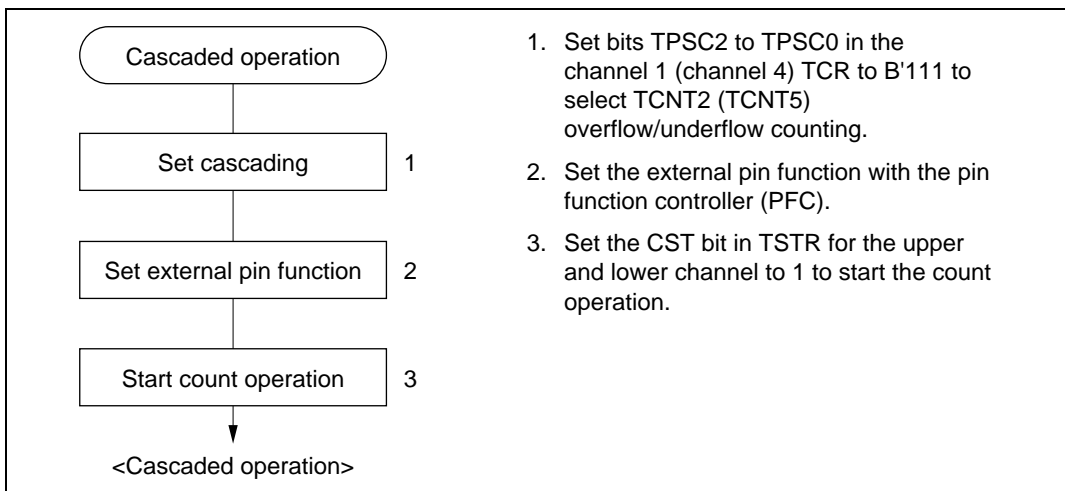 Cascaded operation
Set cascading 1
Set external pin function 2
Start count operation 3
<Cascaded operation>
1. Set bits TPSC2 to TPSC0 in the
channel 1 (channel 4) TCR to B'111 to
select TCNT2 (TCNT5)
overflow/underflow counting.
2. Set the external pin function with the pin
function controller (PFC).
3. Set the CST bit in TSTR for the upper
and lower channel to 1 to start the count
operation.